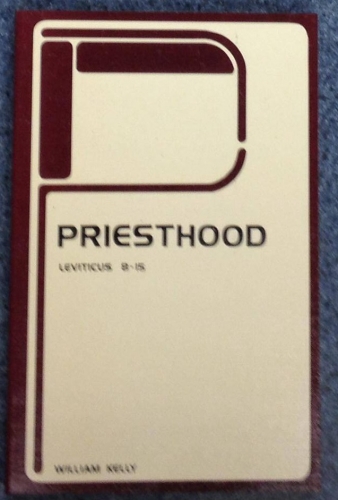 P
PRIESTHOOD
LEVITICUS 8-15
WILLIAM KELLY